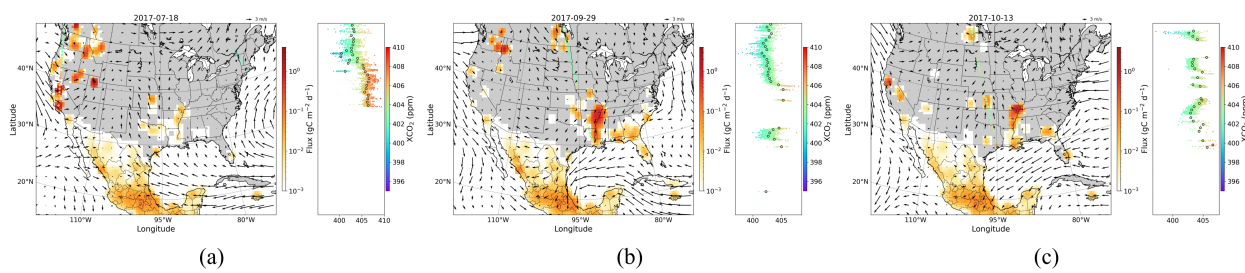 2017-07-18
3 m/s
40°N
30°N
20°N
Latitude
110°W
95°W
80°W
Longitude
10⁰
10⁻¹
10⁻²
10⁻³
Flux (gC m⁻² d⁻¹)
400
405
410
410
408
406
404
402
400
398
396
XCO₂ (ppm)
(a)
2017-09-29
3 m/s
40°N
30°N
20°N
Latitude
110°W
95°W
80°W
Longitude
10⁰
10⁻¹
10⁻²
10⁻³
Flux (gC m⁻² d⁻¹)
400
405
410
408
406
404
402
400
398
396
XCO₂ (ppm)
(b)
2017-10-13
3 m/s
40°N
30°N
20°N
Latitude
110°W
95°W
80°W
Longitude
10⁰
10⁻¹
10⁻²
10⁻³
Flux (gC m⁻² d⁻¹)
400
405
410
408
406
404
402
400
398
396
XCO₂ (ppm)
(c)